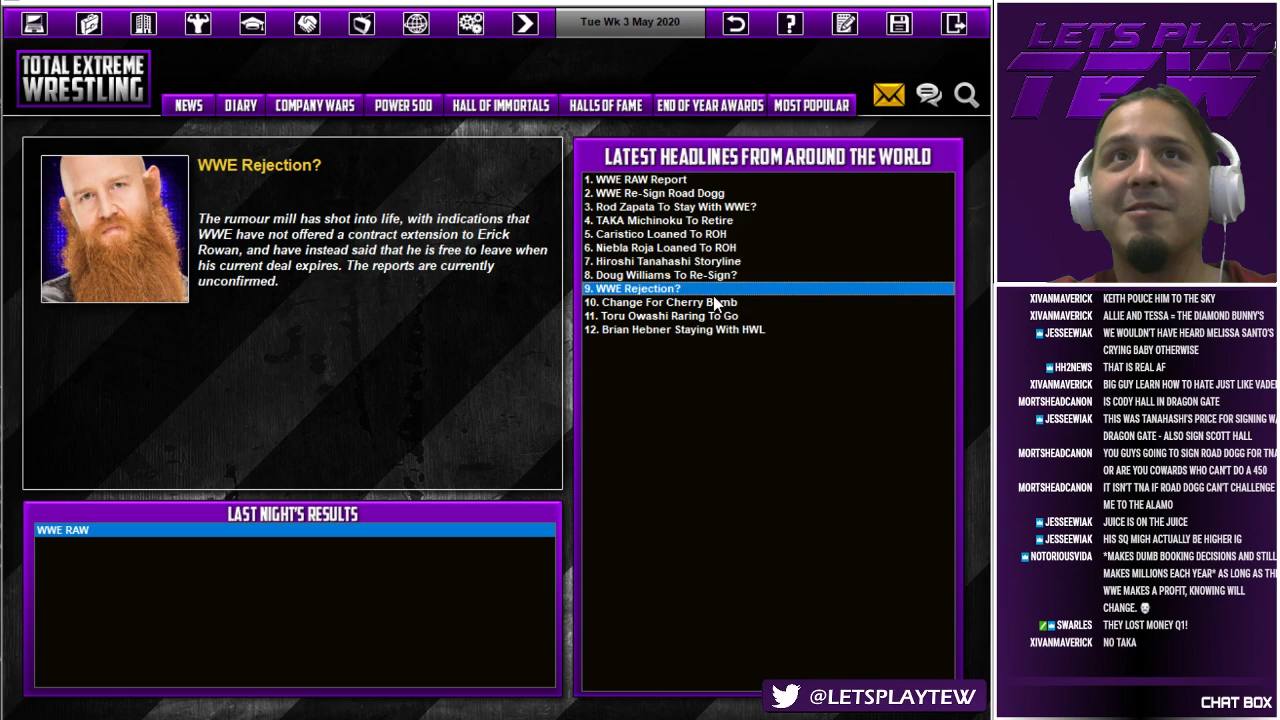 Tue Wk 3 May 2020
TOTAL EXTREME
WRESTLING
NEWS
DIARY
COMPANY WARS
POWER 500
HALL OF IMMORTALS
HALLS OF FAME
END OF YEAR AWARDS
MOST POPULAR
WWE Rejection?
The rumour mill has shot into life, with indications that
WWE have not offered a contract extension to Erick
Rowan, and have instead said that he is free to leave when
his current deal expires. The reports are currently
unconfirmed.
LAST NIGHT'S RESULTS
WWE RAW
LATEST HEADLINES FROM AROUND THE WORLD
1. WWE RAW Report
2. WWE Re-Sign Road Dogg
3. Rod Zapata To Stay With WWE?
4. TAKA Michinoku To Retire
5. Caristico Loaned To ROH
6. Niebla Roja Loaned To ROH
7. Hiroshi Tanahashi Storyline
8. Doug Williams To Re-Sign?
9. WWE Rejection?
10. Change For Cherry Bomb
11. Toru Owashi Raring To Go
12. Brian Hebner Staying With HWL
@LETSPLAYTEW
LETS PLAY
TEW
XIVANMAVERICK KEITH POUCE HIM TO THE SKY
XIVANMAVERICK ALLIE AND TESSA = THE DIAMOND BUNNY'S
JESSEEWIAK WE WOULDN'T HAVE HEARD MELISSA SANTO'S
CRYING BABY OTHERWISE
HH2NEWS THAT IS REAL AF
XIVANMAVERICK BIG GUY LEARN HOW TO HATE JUST LIKE VADE
MORTSHEADCANON IS CODY HALL IN DRAGON GATE
JESSEEWIAK THIS WAS TANAHASHI'S PRICE FOR SIGNING W/
DRAGON GATE - ALSO SIGN SCOTT HALL
MORTSHEADCANON YOU GUYS GOING TO SIGN ROAD DOGG FOR TNA
OR ARE YOU COWARDS WHO CAN'T DO A 450
MORTSHEADCANON IT ISN'T TNA IF ROAD DOGG CAN'T CHALLENGE
ME TO THE ALAMO
JESSEEWIAK JUICE IS ON THE JUICE
JESSEEWIAK HIS SQ MIGH ACTUALLY BE HIGHER IG
NOTORIOUSVIDA *MAKES DUMB BOOKING DECISIONS AND STILL
MAKES MILLIONS EACH YEAR* AS LONG AS THE
WWE MAKES A PROFIT, KNOWING WILL
CHANGE.
SWARLES THEY LOST MONEY Q1!
XIVANMAVERICK NO TAKA
CHAT BOX